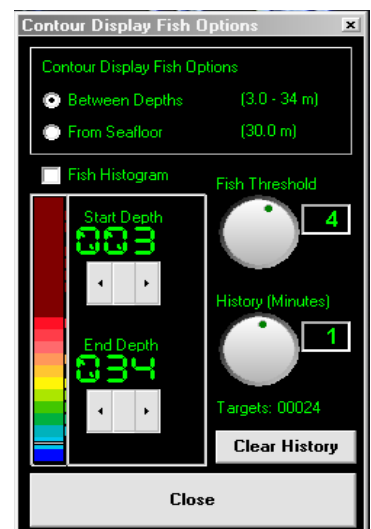 Contour Display Fish Options
Contour Display Fish Options
Between Depths (3.0 - 34 m)
From Seafloor (30.0 m)
Fish Histogram
Fish Threshold
Start Depth
4
003
History (Minutes)
1
End Depth
034
Targets: 00024
Clear History
Close